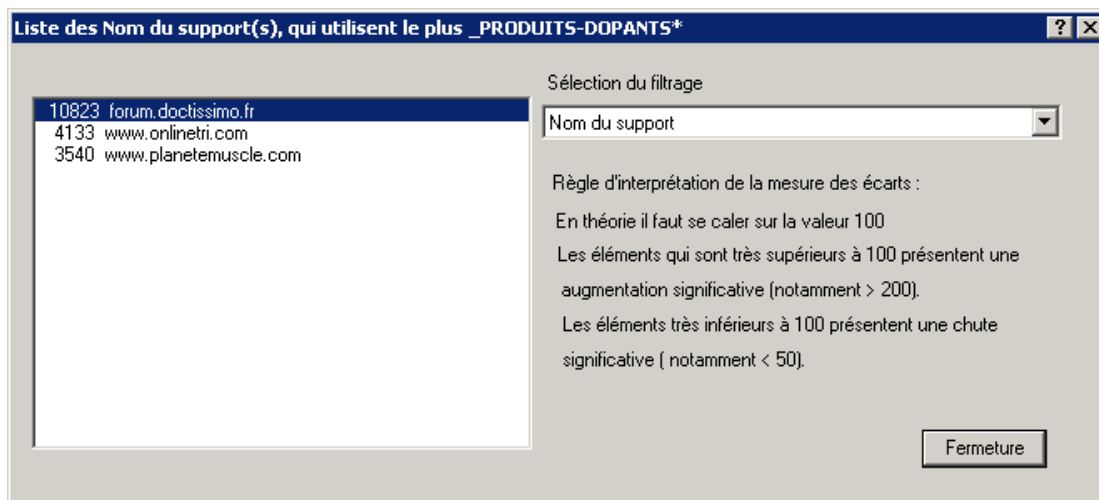 Liste des Nom du support(s), qui utilisent le plus _PRODUITS-DOPANTS*
10823 forum.doctissimo.fr
4133 www.onlinetri.com
3540 www.planetemuscle.com
Sélection du filtrage
Nom du support
Règle d'interprétation de la mesure des écarts :
En théorie il faut se caler sur la valeur 100
Les éléments qui sont très supérieurs à 100 présentent une
augmentation significative (notamment > 200).
Les éléments très inférieurs à 100 présentent une chute
significative ( notamment < 50).
Fermeture